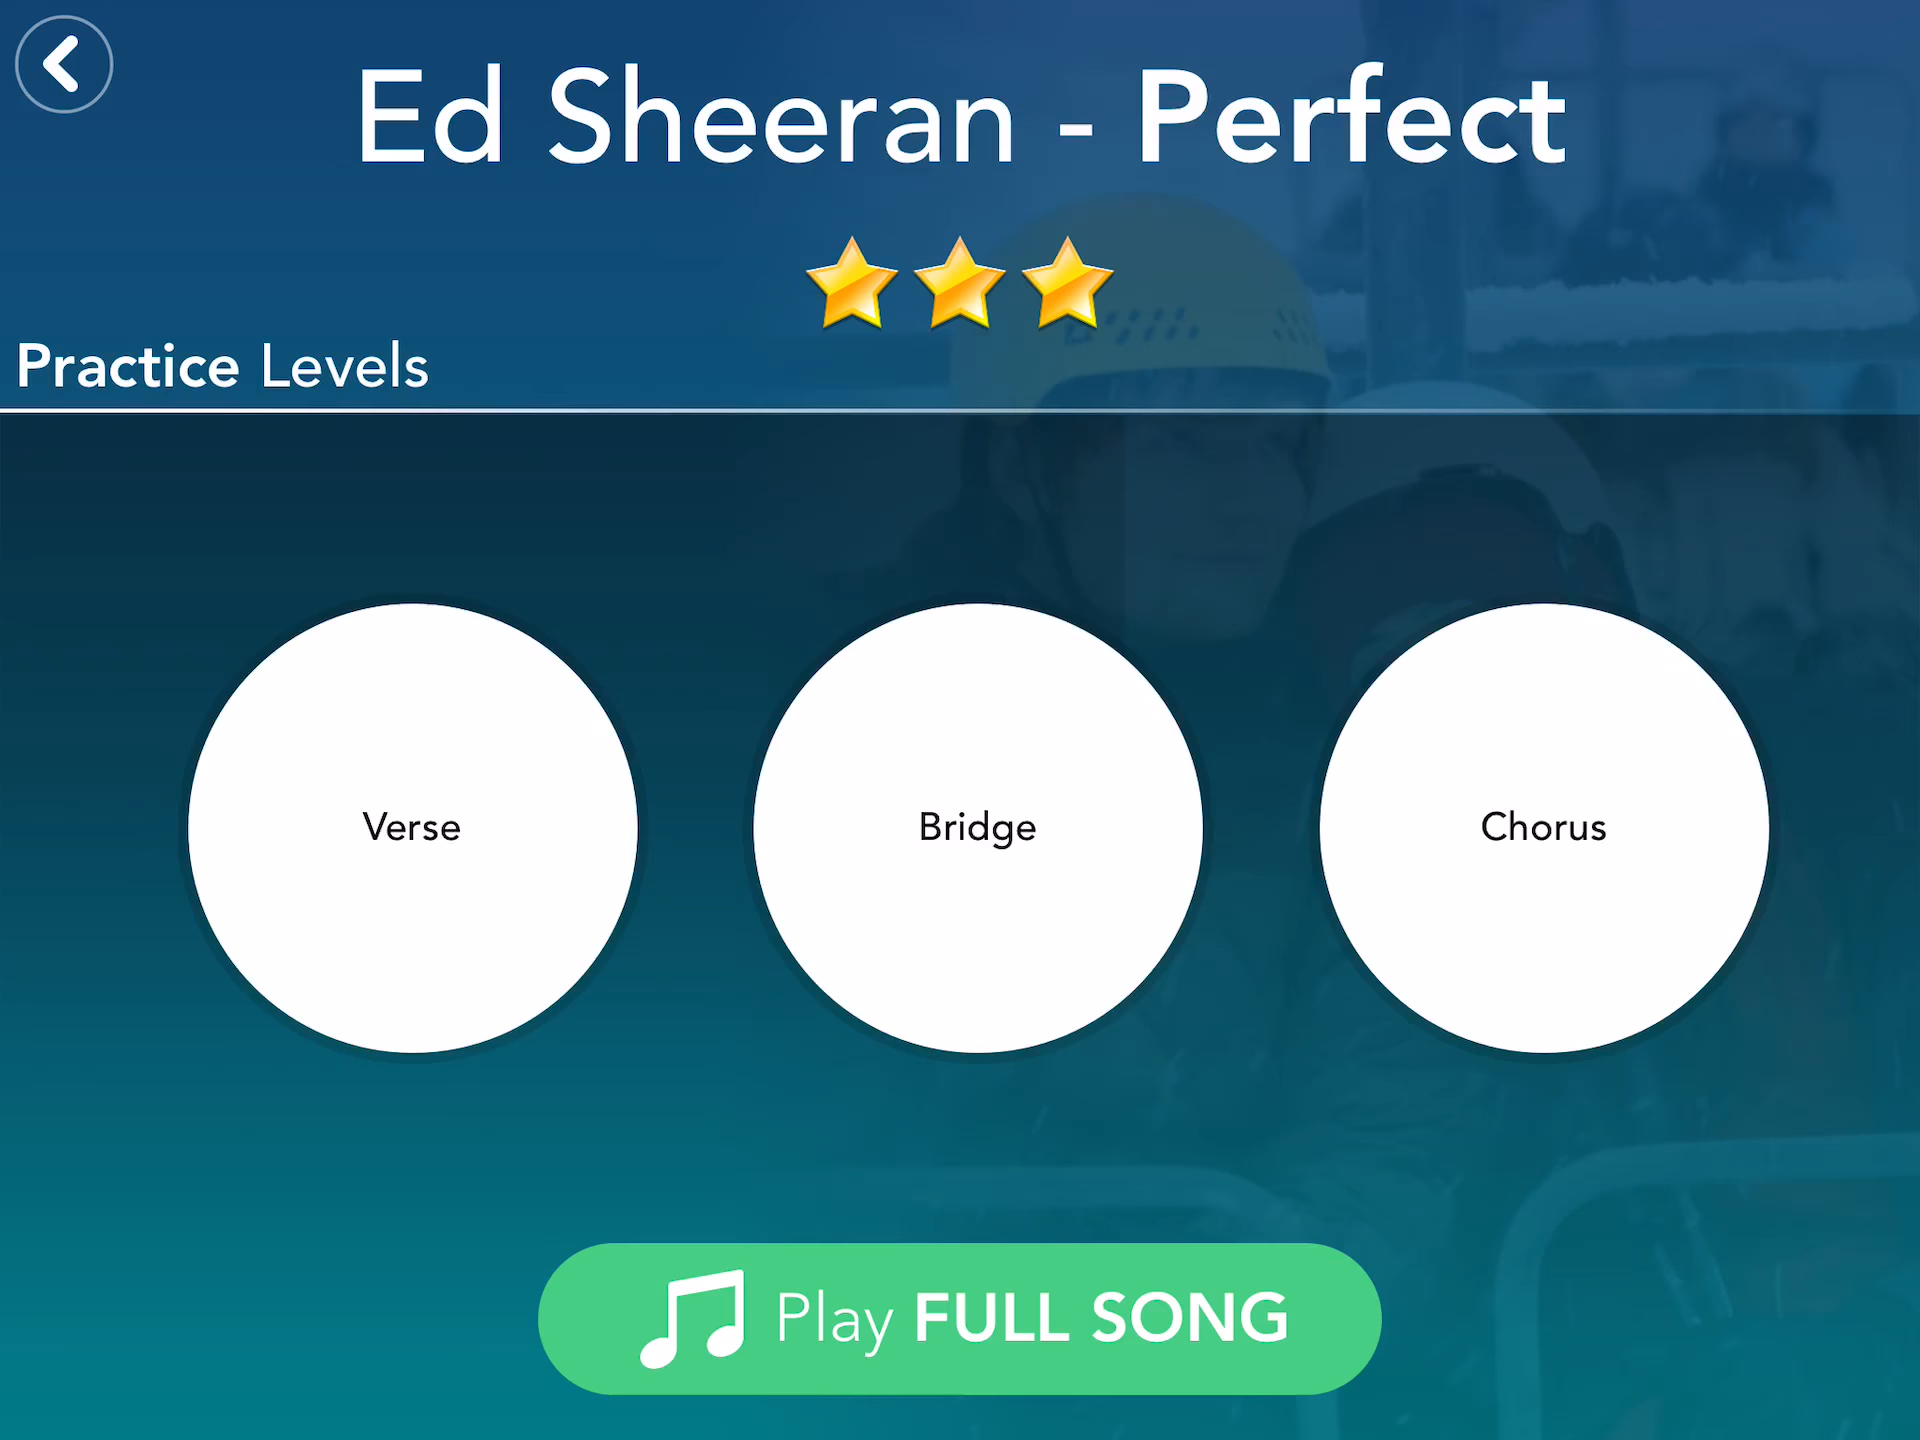 Ed Sheeran - Perfect
Practice Levels
Verse
Bridge
Chorus
Play FULL SONG